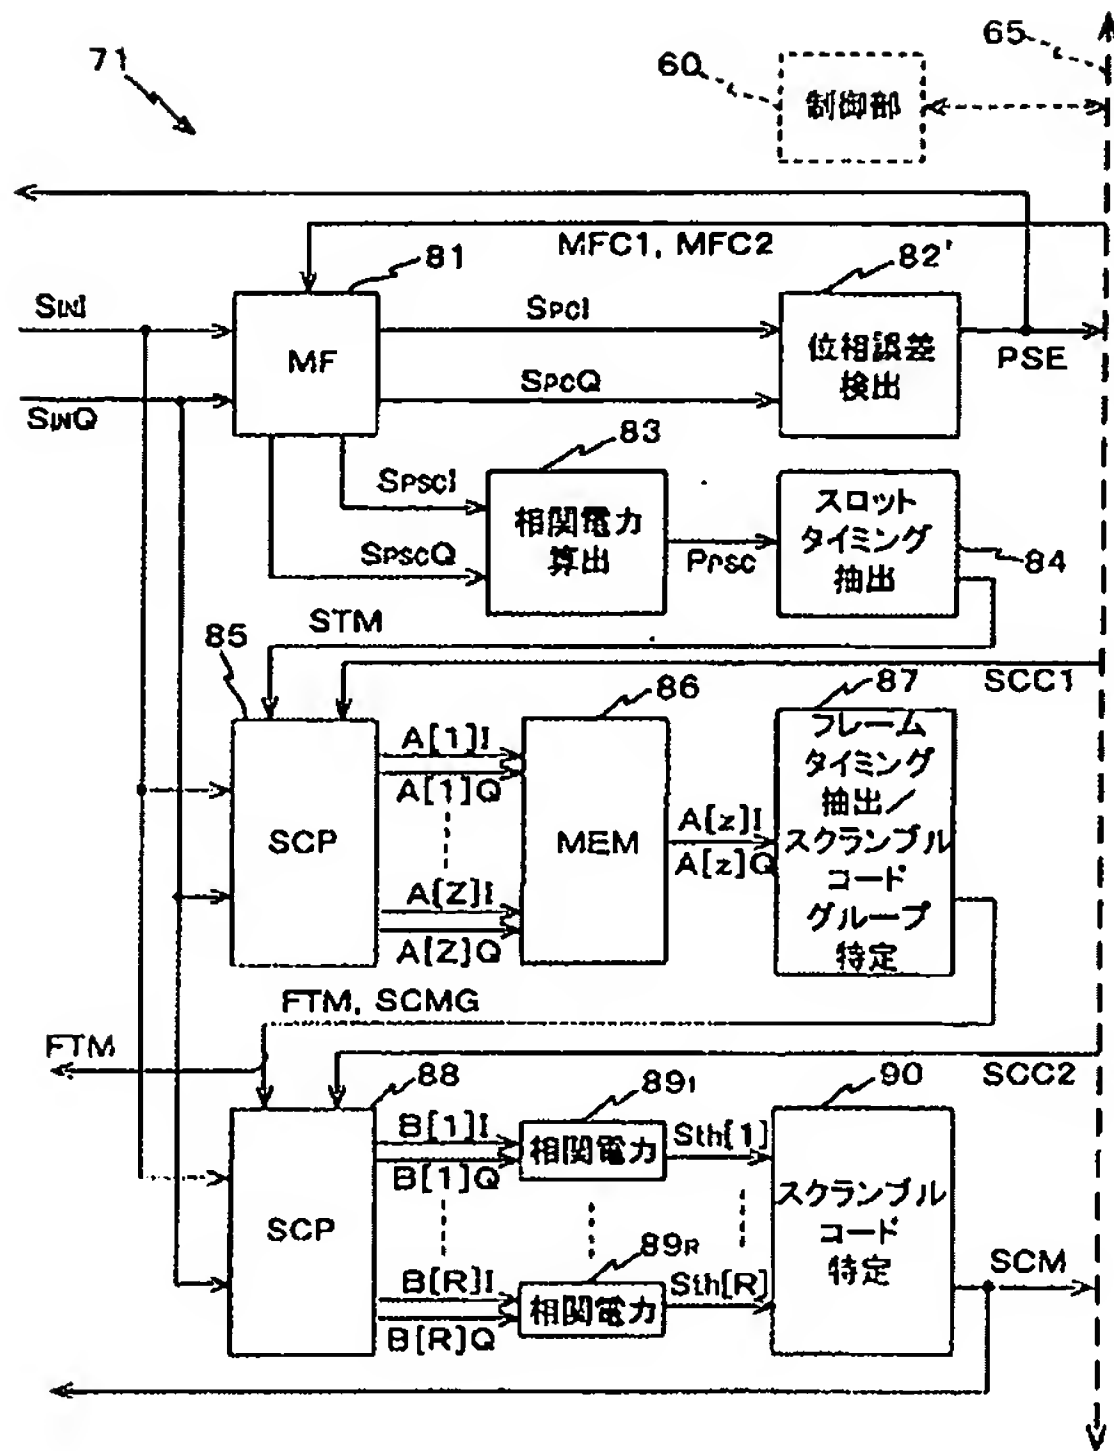 71
60
65
制御部
MFC1, MFC2
81
82'
SINI
SINQ
MF
SPCI
SPCQ
位相誤差
検出
PSE
83
SPSCI
SPSCQ
相関電力
算出
PPSC
スロット
タイミング
抽出
84
STM
85
SCC1
86
87
SCP
A[1]I
A[1]Q
A[Z]I
A[Z]Q
MEM
A[z]I
A[z]Q
フレーム
タイミング
抽出/
スクランブル
コード
グループ
特定
FTM, SCMG
FTM
SCC2
88
89₁
90
SCP
B[1]I
B[1]Q
B[R]I
B[R]Q
相関電力
89R
相関電力
Sth[1]
Sth[R]
スクランブル
コード
特定
SCM